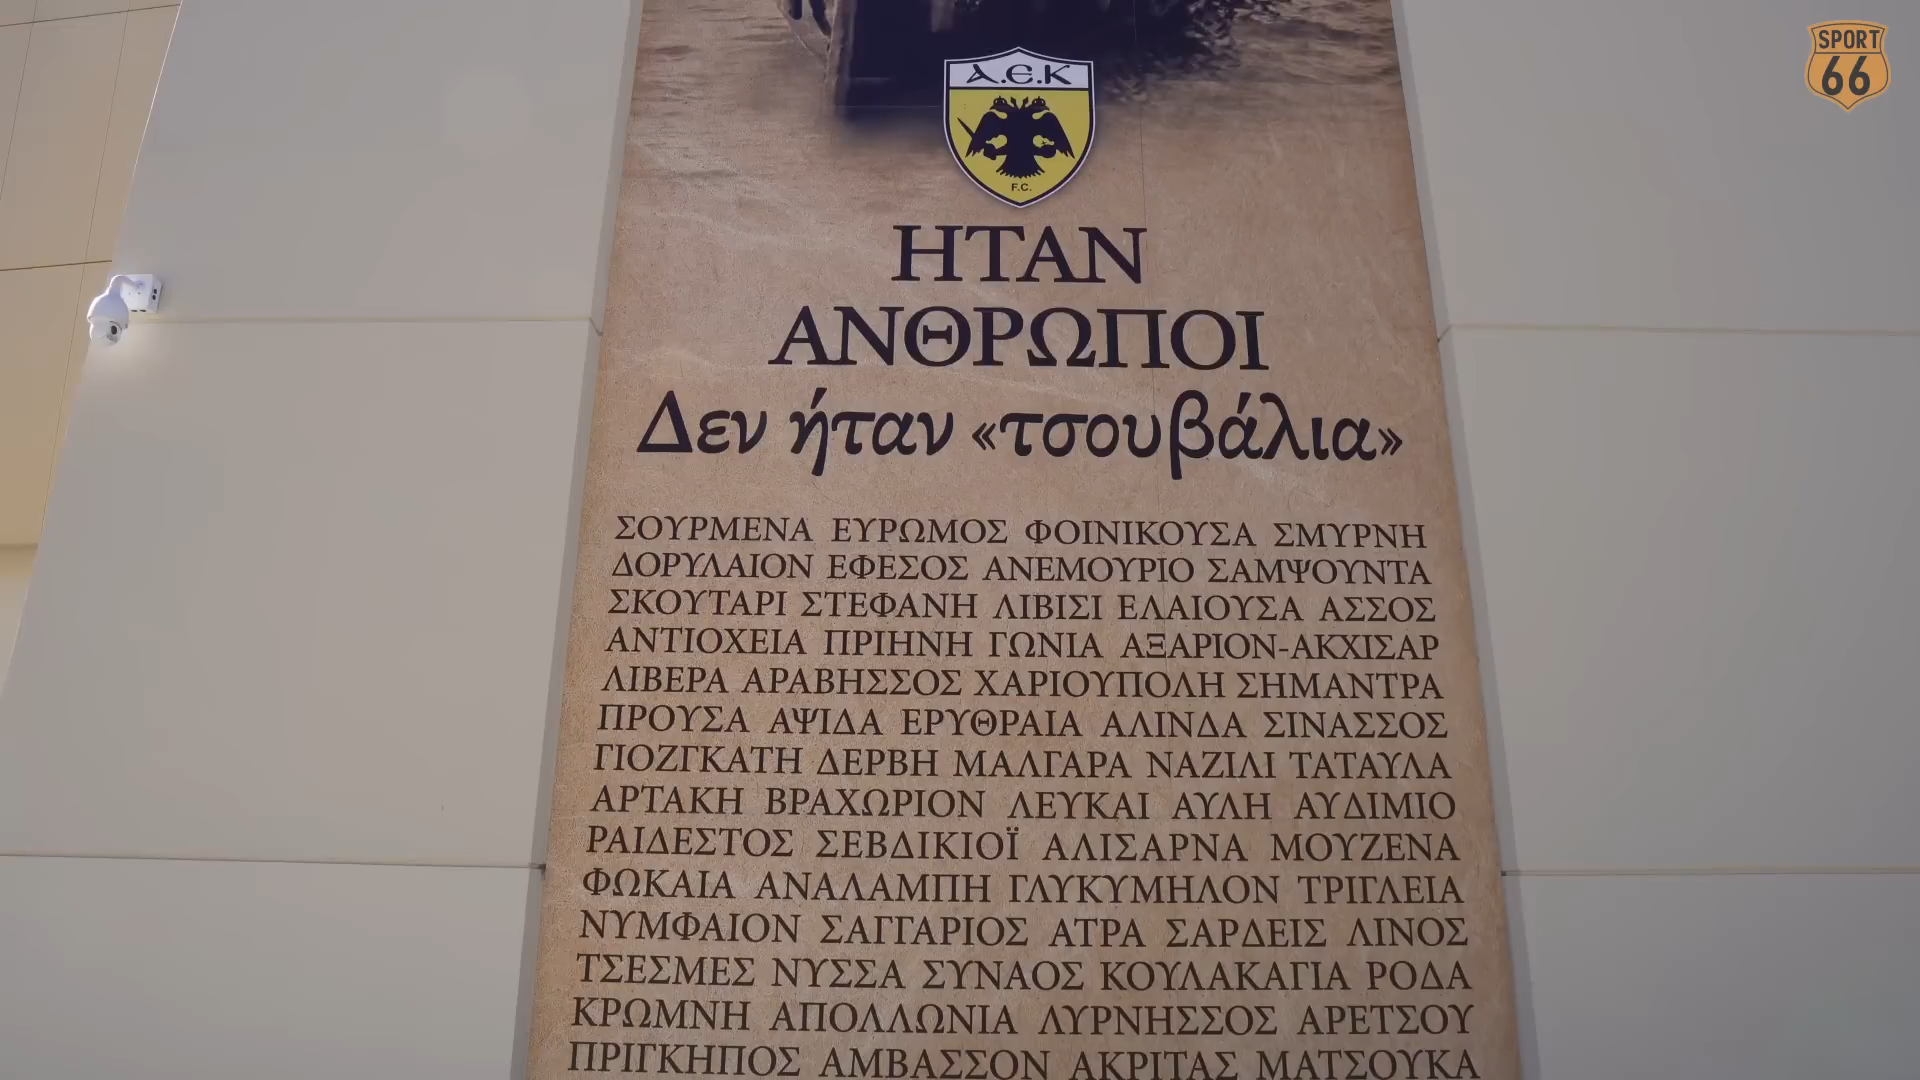 SPORT
66
Α.Ε.Κ
F.C.
ΗΤΑΝ
ΑΝΘΡΩΠΟΙ
Δεν ήταν «τσουβάλια»
ΣΟΥΡΜΕΝΑ ΕΥΡΩΜΟΣ ΦΟΙΝΙΚΟΥΣΑ ΣΜΥΡΝΗ
ΔΟΡΥΛΑΙΟΝ ΕΦΕΣΟΣ ΑΝΕΜΟΥΡΙΟ ΣΑΜΨΟΥΝΤΑ
ΣΚΟΥΤΑΡΙ ΣΤΕΦΑΝΗ ΛΙΒΙΣΙ ΕΛΑΙΟΥΣΑ ΑΣΣΟΣ
ΑΝΤΙΟΧΕΙΑ ΠΡΙΗΝΗ ΓΩΝΙΑ ΑΞΑΡΙΟΝ-ΑΚΧΙΣΑΡ
ΛΙΒΕΡΑ ΑΡΑΒΗΣΣΟΣ ΧΑΡΙΟΥΠΟΛΗ ΣΗΜΑΝΤΡΑ
ΠΡΟΥΣΑ ΑΨΙΔΑ ΕΡΥΘΡΑΙΑ ΑΛΙΝΔΑ ΣΙΝΑΣΣΟΣ
ΓΙΟΖΓΚΑΤΗ ΔΕΡΒΗ ΜΑΛΓΑΡΑ ΝΑΖΙΛΙ ΤΑΤΑΥΛΑ
ΑΡΤΑΚΗ ΒΡΑΧΩΡΙΟΝ ΛΕΥΚΑΙ ΑΥΛΗ ΑΥΔΙΜΙΟ
ΡΑΙΔΕΣΤΟΣ ΣΕΒΔΙΚΙΟΪ ΑΛΙΣΑΡΝΑ ΜΟΥΖΕΝΑ
ΦΩΚΑΙΑ ΑΝΑΛΑΜΠΗ ΓΛΥΚΥΜΗΛΟΝ ΤΡΙΓΛΕΙΑ
ΝΥΜΦΑΙΟΝ ΣΑΓΓΑΡΙΟΣ ΑΤΡΑ ΣΑΡΔΕΙΣ ΛΙΝΟΣ
ΤΣΕΣΜΕΣ ΝΥΣΣΑ ΣΥΝΑΟΣ ΚΟΥΛΑΚΑΓΙΑ ΡΟΔΑ
ΚΡΩΜΝΗ ΑΠΟΛΛΩΝΙΑ ΛΥΡΝΗΣΣΟΣ ΑΡΕΤΣΟΥ
ΠΡΙΓΚΗΠΟΣ ΑΜΒΑΣΣΟΝ ΑΚΡΙΤΑΣ ΜΑΤΣΟΥΚΑ